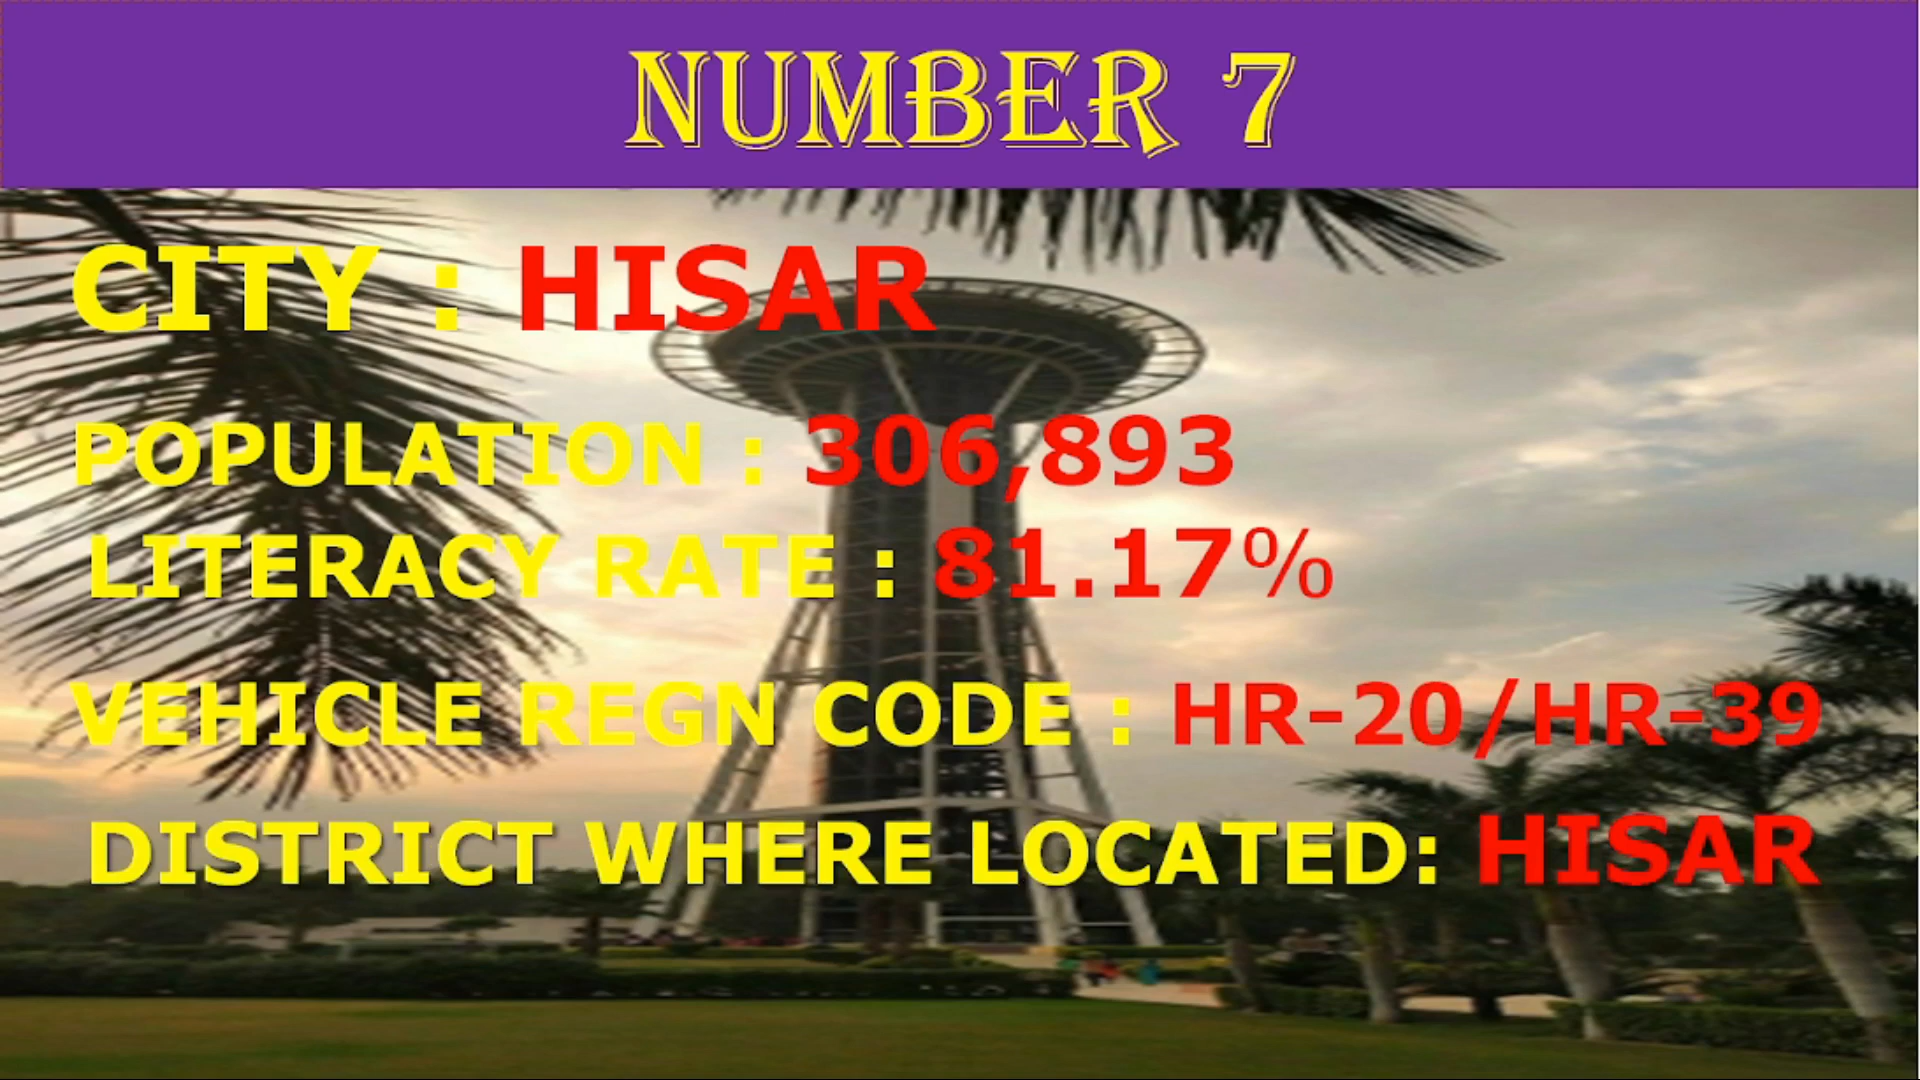 NUMBER 7
CITY : HISAR
POPULATION : 306,893
LITERACY RATE : 81.17%
VEHICLE REGN CODE : HR-20/HR-39
DISTRICT WHERE LOCATED: HISAR